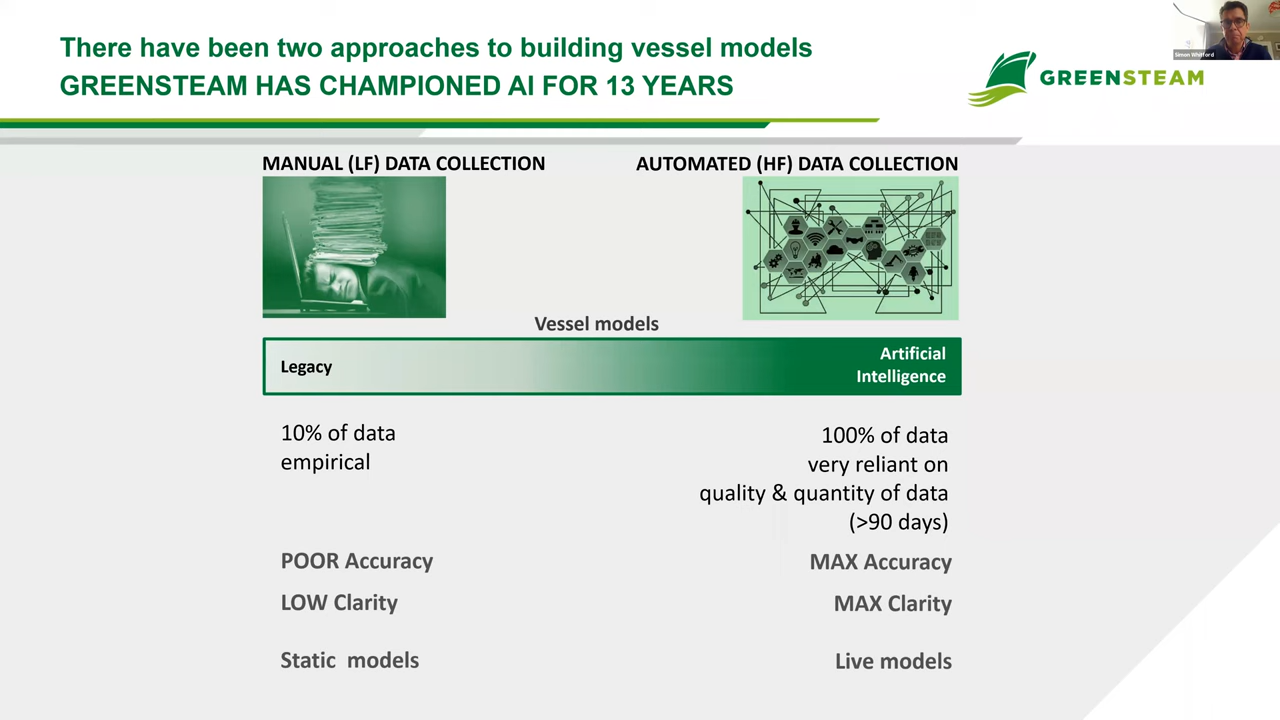 There have been two approaches to building vessel models
GREENSTEAM HAS CHAMPIONED AI FOR 13 YEARS
Simon Whitford
GREENSTEAM
MANUAL (LF) DATA COLLECTION
AUTOMATED (HF) DATA COLLECTION
Vessel models
Legacy
Artificial
Intelligence
10% of data
empirical
100% of data
very reliant on
quality & quantity of data
(>90 days)
POOR Accuracy
MAX Accuracy
LOW Clarity
MAX Clarity
Static models
Live models